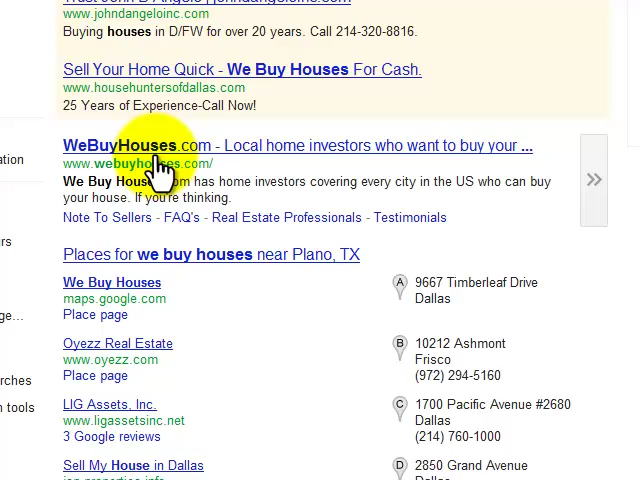 www.johndangeloinc.com
Buying houses in D/FW for over 20 years. Call 214-320-8816.
Sell Your Home Quick - We Buy Houses For Cash.
www.househuntersofdallas.com
25 Years of Experience-Call Now!
WeBuyHouses.com - Local home investors who want to buy your ...
www.webuyhouses.com/
We Buy Hous om has home investors covering every city in the US who can buy
your house. If you're thinking.
Note To Sellers - FAQ's - Real Estate Professionals - Testimonials
ation
Places for we buy houses near Plano, TX
We Buy Houses
A 9667 Timberleaf Drive
maps.google.com
Dallas
Place page
urs
Oyezz Real Estate
B 10212 Ashmont
www.oyezz.com
Frisco
Place page
(972) 294-5160
ge...
LIG Assets, Inc.
C 1700 Pacific Avenue #2680
www.ligassetsinc.net
Dallas
3 Google reviews
(214) 760-1000
rches
n tools
Sell My House in Dallas
D 2850 Grand Avenue
Dallas